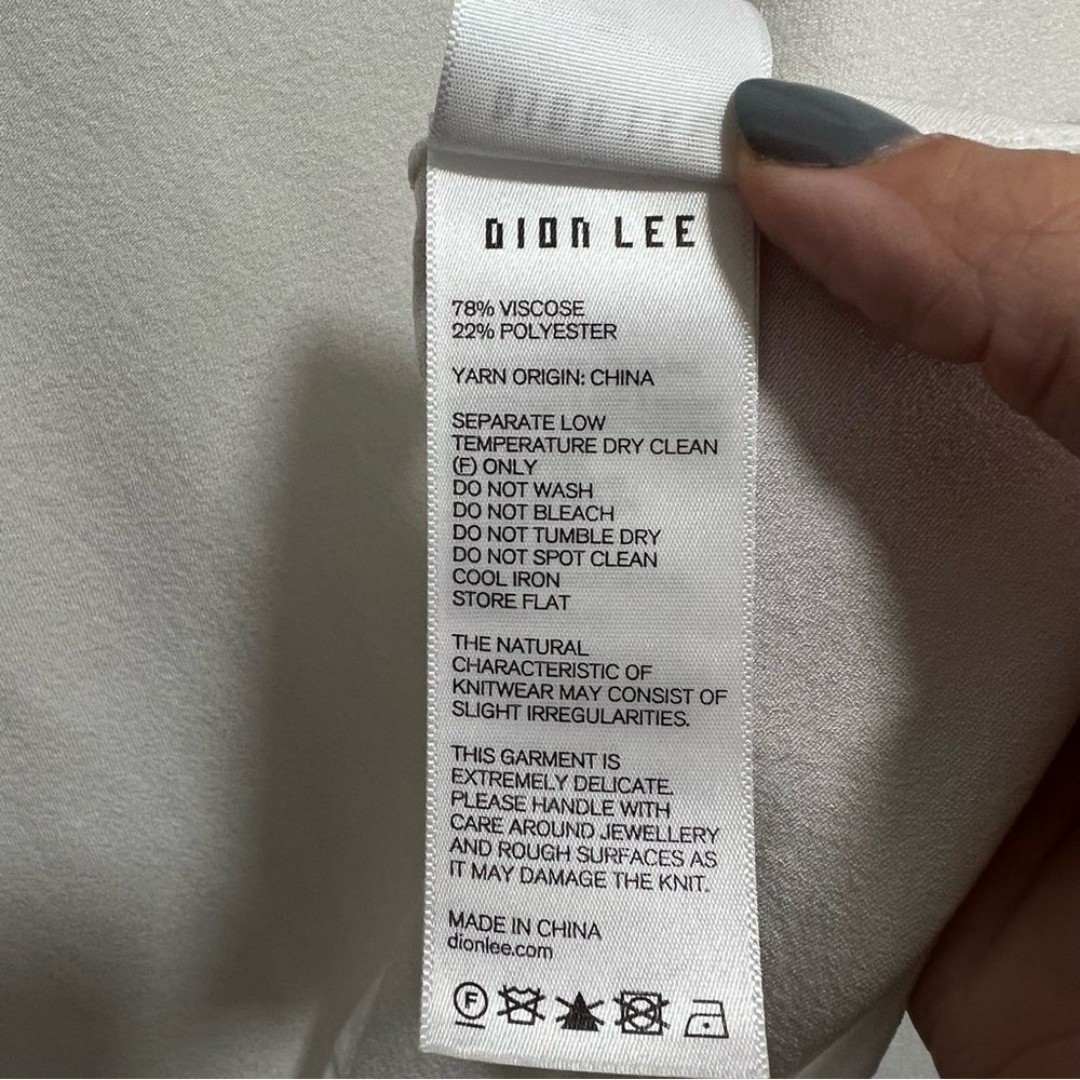 DION LEE
78% VISCOSE
22% POLYESTER
YARN ORIGIN: CHINA
SEPARATE LOW
TEMPERATURE DRY CLEAN
(F) ONLY
DO NOT WASH
DO NOT BLEACH
DO NOT TUMBLE DRY
DO NOT SPOT CLEAN
COOL IRON
STORE FLAT
THE NATURAL
CHARACTERISTIC OF
KNITWEAR MAY CONSIST OF
SLIGHT IRREGULARITIES.
THIS GARMENT IS
EXTREMELY DELICATE.
PLEASE HANDLE WITH
CARE AROUND JEWELLERY
AND ROUGH SURFACES AS
IT MAY DAMAGE THE KNIT.
MADE IN CHINA
dionlee.com
F